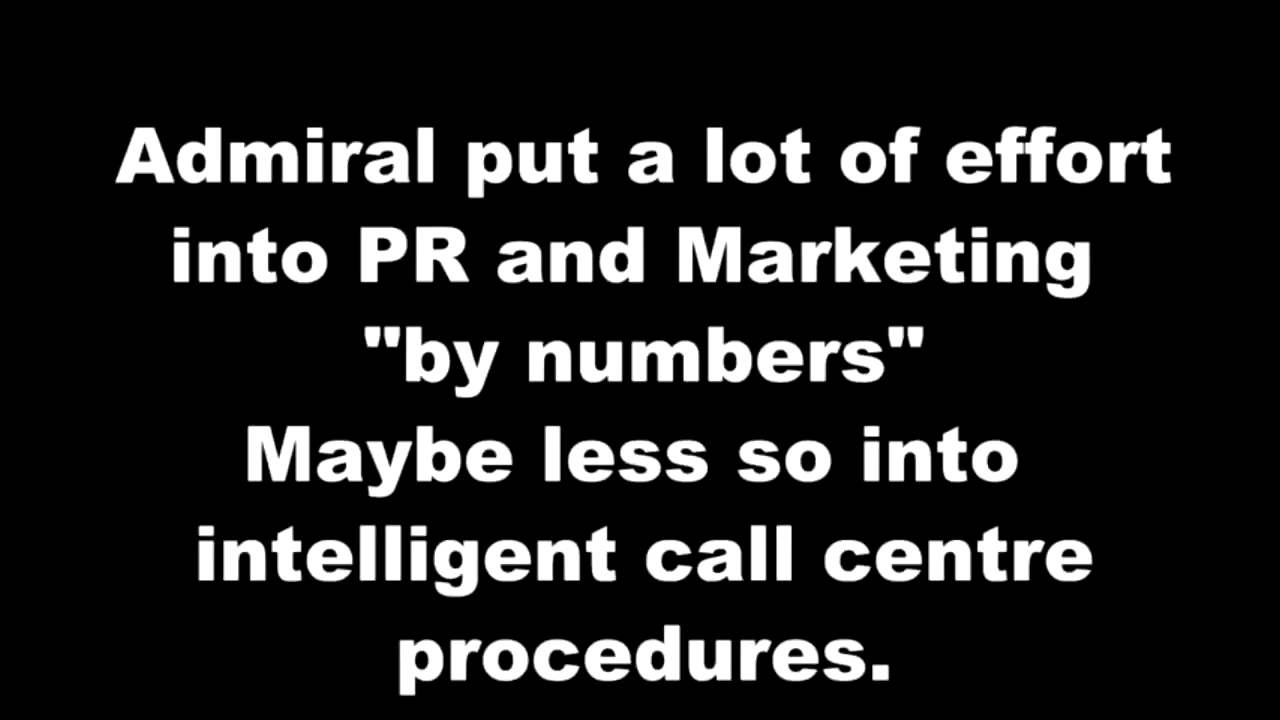 Admiral put a lot of effort
into PR and Marketing
"by numbers"
Maybe less so into
intelligent call centre
procedures.